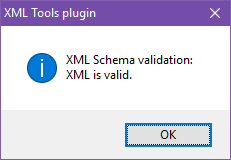 XML Tools plugin
XML Schema validation:
XML is valid.
OK